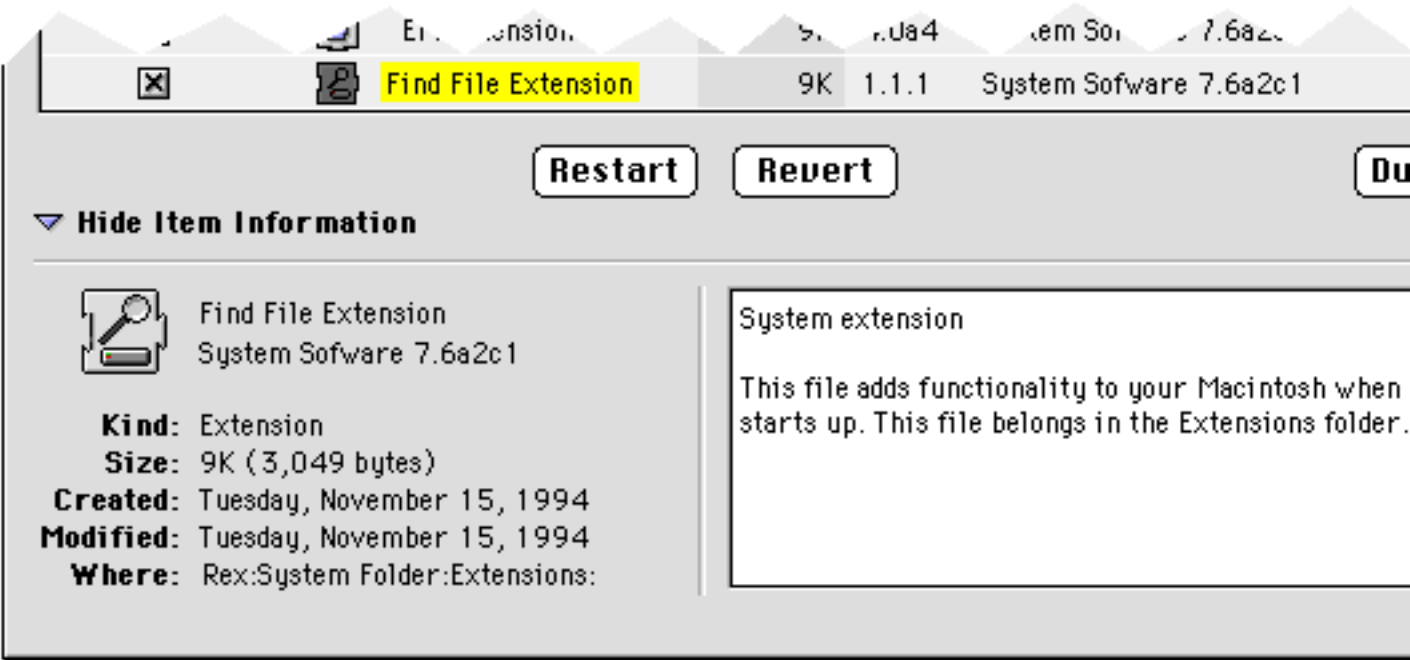 Find File Extension 9K 1.1.1 System Sofware 7.6a2c1
Restart Revert
Hide Item Information
Find File Extension
System Sofware 7.6a2c1
Kind: Extension
Size: 9K (3,049 bytes)
Created: Tuesday, November 15, 1994
Modified: Tuesday, November 15, 1994
Where: Rex:System Folder:Extensions:
System extension
This file adds functionality to your Macintosh when
starts up. This file belongs in the Extensions folder.